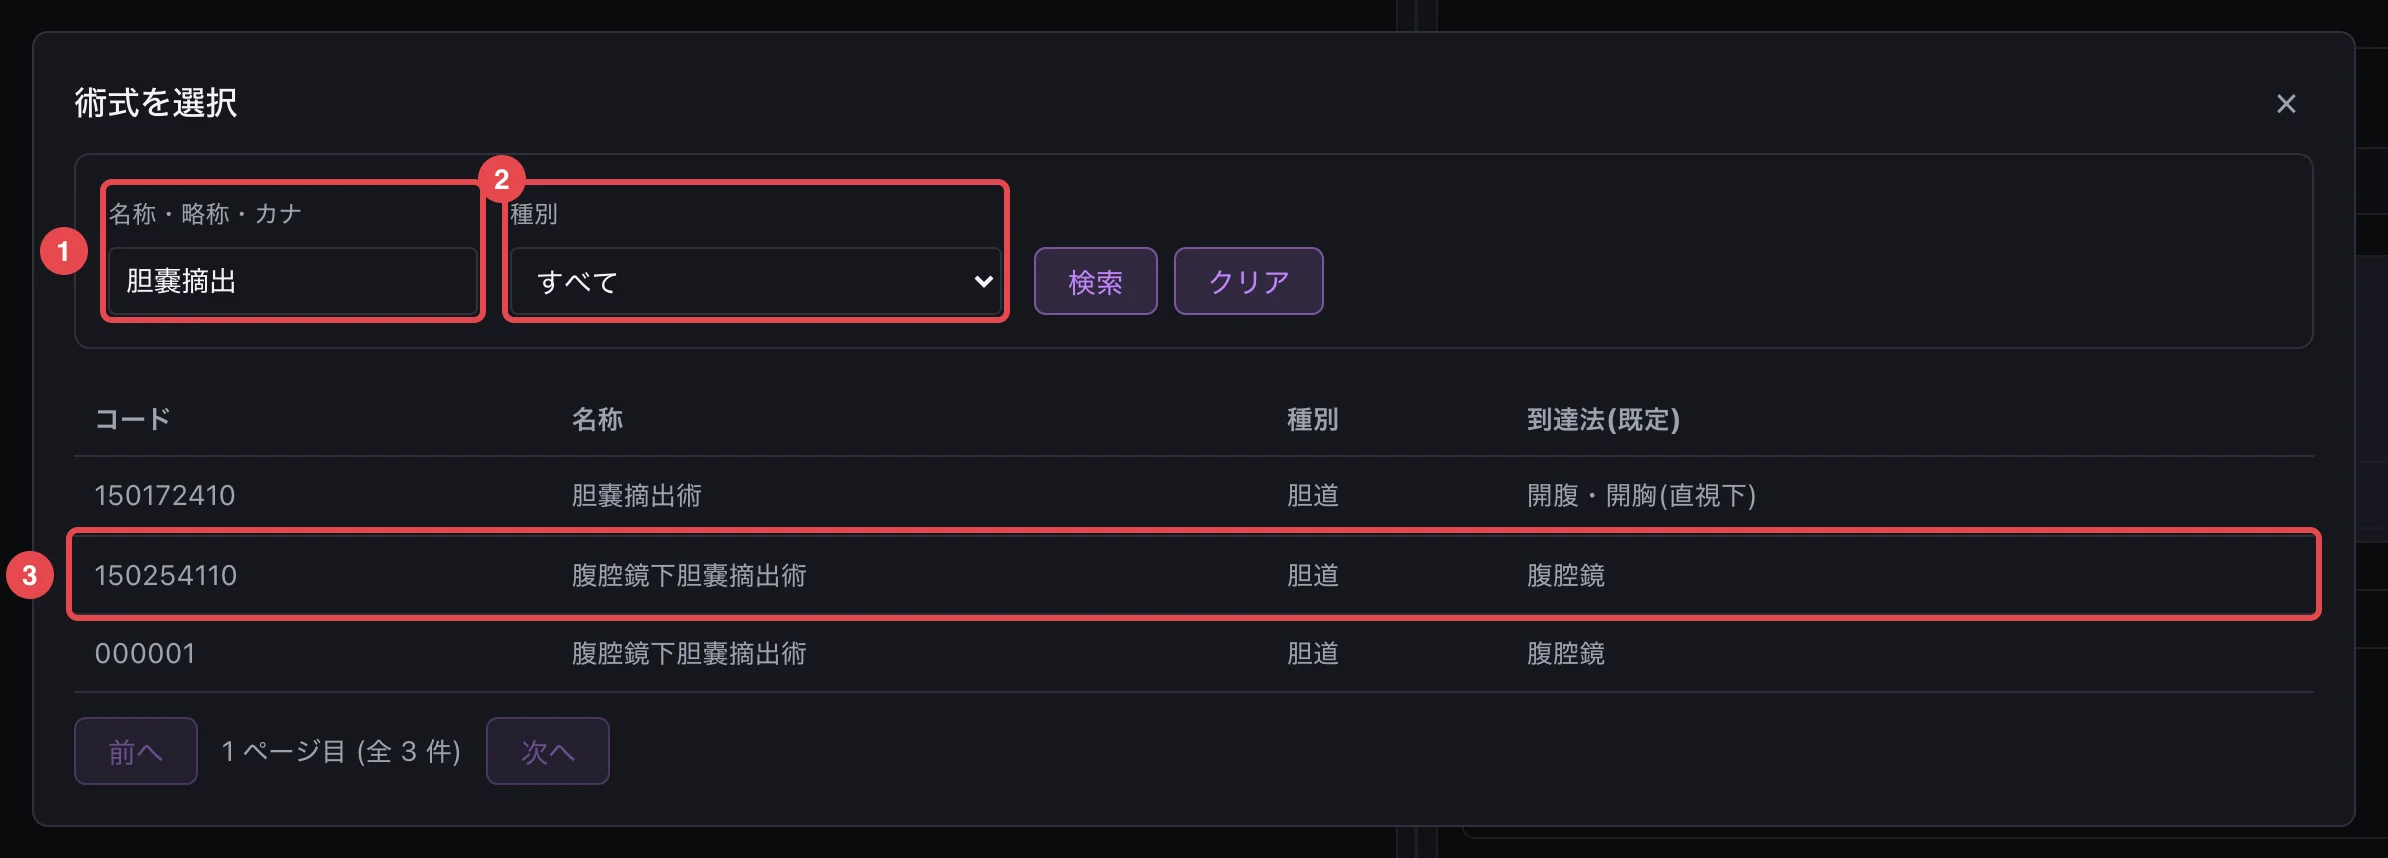 術式を選択
×
1
2
名称・略称・カナ
種別
胆嚢摘出
すべて
検索
クリア
コード 名称 種別 到達法(既定)
150172410 胆嚢摘出術 胆道 開腹・開胸(直視下)
3
150254110 腹腔鏡下胆嚢摘出術 胆道 腹腔鏡
000001 腹腔鏡下胆嚢摘出術 胆道 腹腔鏡
前へ
1 ページ目 (全 3 件)
次へ